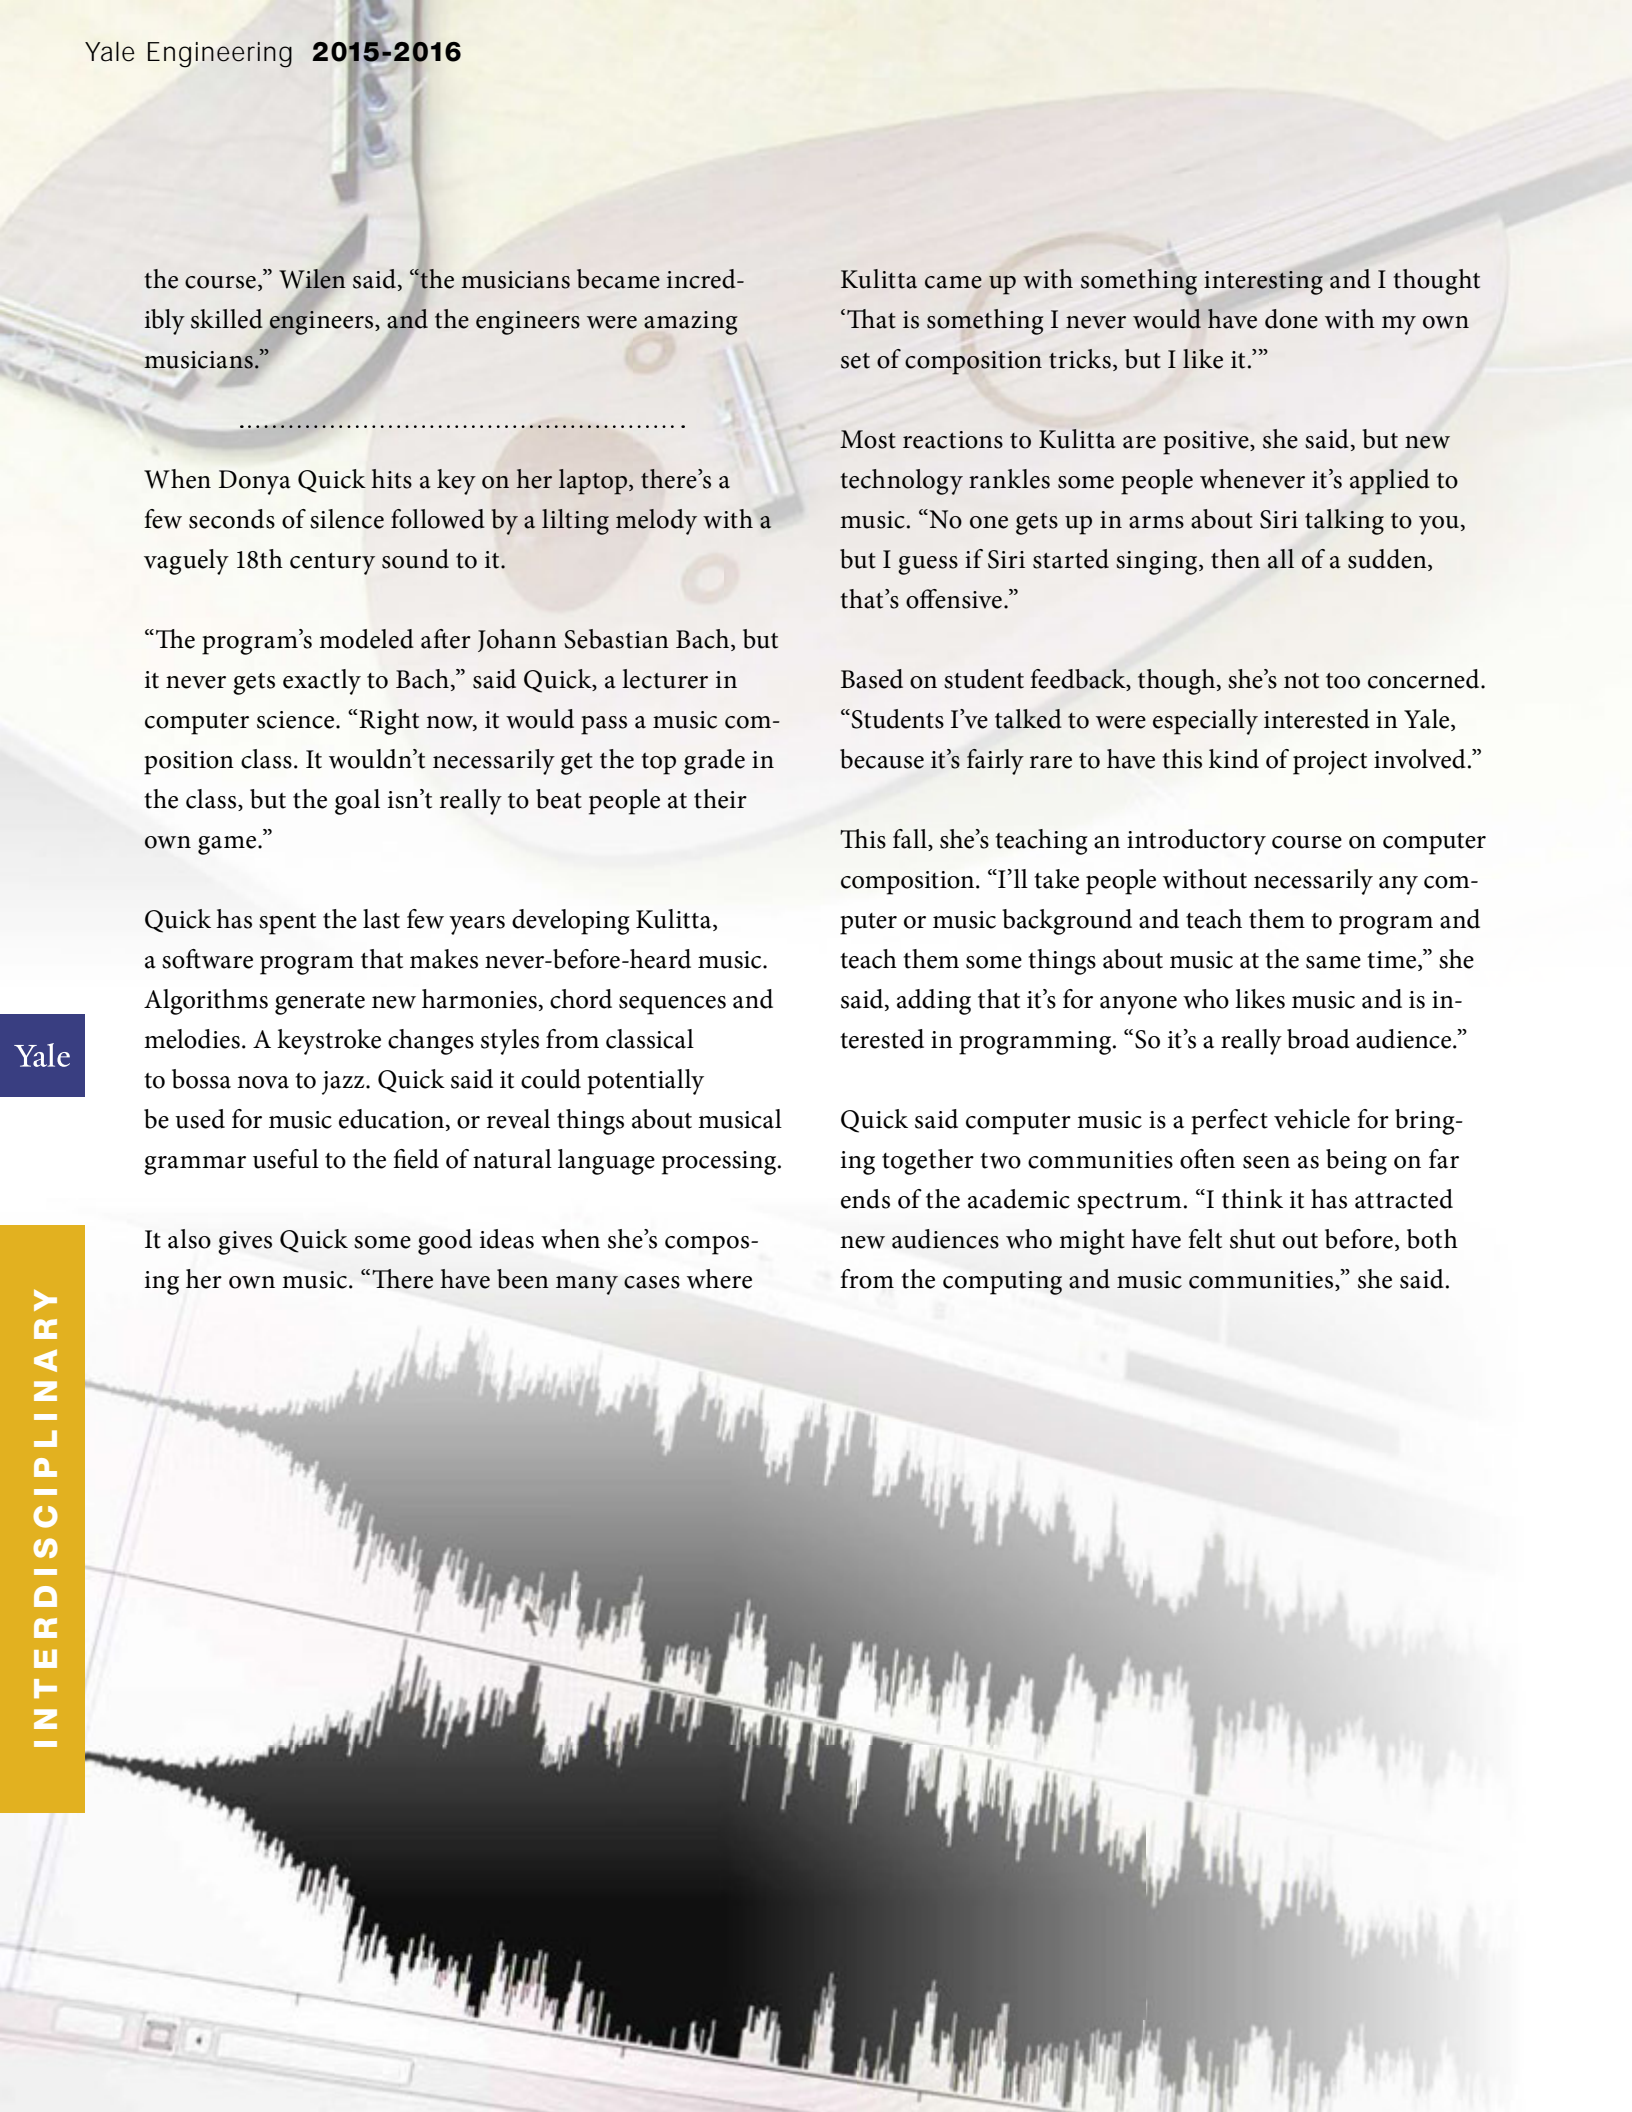 Yale Engineering 2015-2016
the course,” Wilen said, “the musicians became incred-
ibly skilled engineers, and the engineers were amazing
musicians.”
When Donya Quick hits a key on her laptop, there’s a
few seconds of silence followed by a lilting melody with a
vaguely 18th century sound to it.
“The program’s modeled after Johann Sebastian Bach, but
it never gets exactly to Bach,” said Quick, a lecturer in
computer science. “Right now, it would pass a music com-
position class. It wouldn’t necessarily get the top grade in
the class, but the goal isn’t really to beat people at their
own game.”
Quick has spent the last few years developing Kulitta,
a software program that makes never-before-heard music.
Algorithms generate new harmonies, chord sequences and
melodies. A keystroke changes styles from classical
to bossa nova to jazz. Quick said it could potentially
be used for music education, or reveal things about musical
grammar useful to the field of natural language processing.
It also gives Quick some good ideas when she’s compos-
ing her own music. “There have been many cases where
Kulitta came up with something interesting and I thought
‘That is something I never would have done with my own
set of composition tricks, but I like it.’”
Most reactions to Kulitta are positive, she said, but new
technology rankles some people whenever it’s applied to
music. “No one gets up in arms about Siri talking to you,
but I guess if Siri started singing, then all of a sudden,
that’s offensive.”
Based on student feedback, though, she’s not too concerned.
“Students I’ve talked to were especially interested in Yale,
because it’s fairly rare to have this kind of project involved.”
This fall, she’s teaching an introductory course on computer
composition. “I’ll take people without necessarily any com-
puter or music background and teach them to program and
teach them some things about music at the same time,” she
said, adding that it’s for anyone who likes music and is in-
terested in programming. “So it’s a really broad audience.”
Quick said computer music is a perfect vehicle for bring-
ing together two communities often seen as being on far
ends of the academic spectrum. “I think it has attracted
new audiences who might have felt shut out before, both
from the computing and music communities,” she said.
Yale
INTERDISCIPLINARY